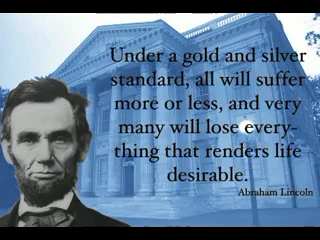 Under a gold and silver
standard, all will suffer
more or less, and very
many will lose every-
thing that renders life
desirable.
Abraham Lincoln